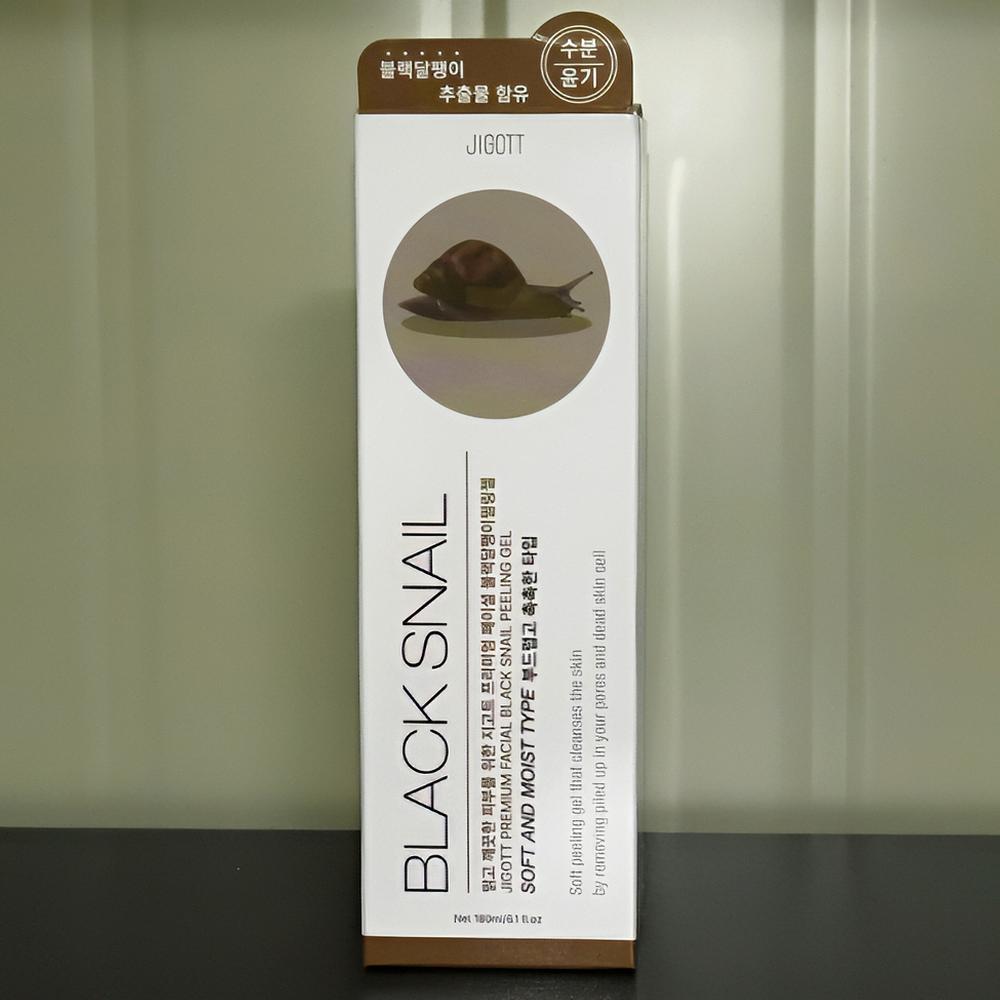 블랙달팽이
추출물 함유
수분
윤기
JIGOTT
BLACK SNAIL
맑고 깨끗한 피부를 위한 지고트 프리미엄 페이셜 블랙달팽이필링젤
JIGOTT PREMIUM FACIAL BLACK SNAIL PEELING GEL
SOFT AND MOIST TYPE 부드럽고 촉촉한 타입
Soft peeling gel that cleanses the skin
by removing piled up in your pores and dead skin cell
Net 180ml/6.1 fl.oz